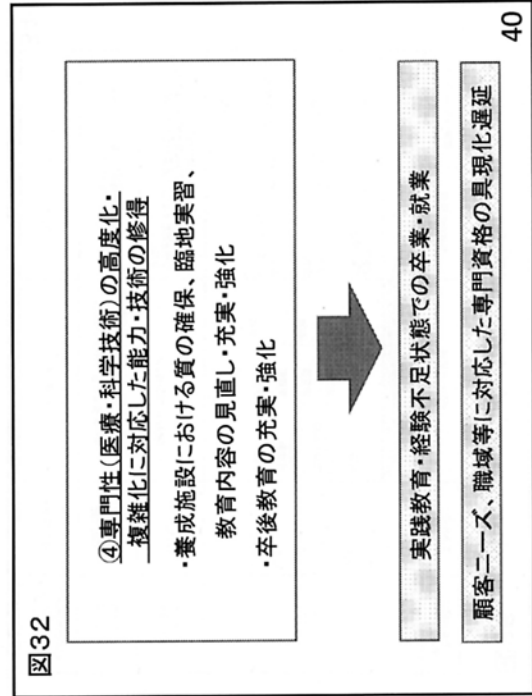 図32
④専門性(医療・科学技術)の高度化・
複雑化に対応した能力・技術の修得
・養成施設における質の確保、臨地実習、
教育内容の見直し・充実・強化
・卒後教育の充実・強化
実践教育・経験不足状態での卒業・就業
顧客ニーズ、職域等に対応した専門資格の具現化遅延
40